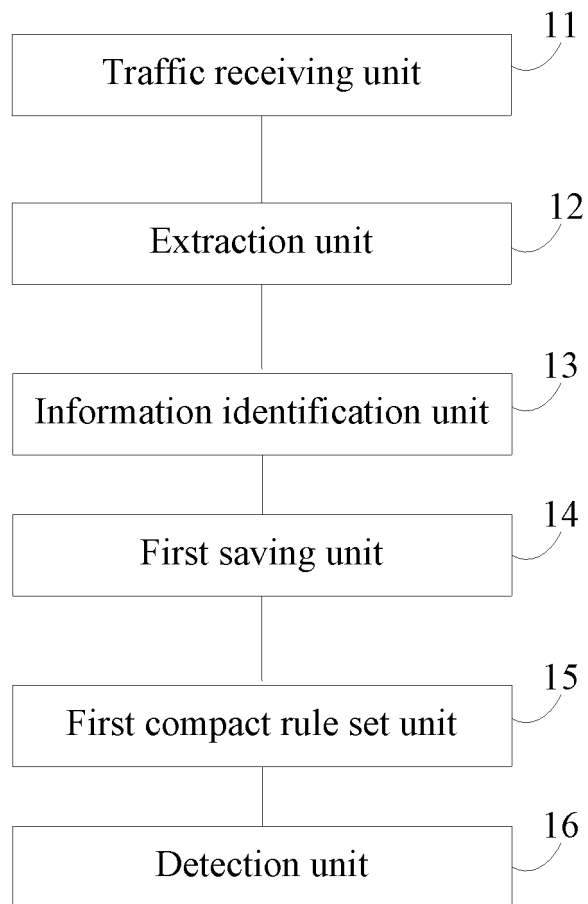 11
Traffic receiving unit
12
Extraction unit
13
Information identification unit
14
First saving unit
15
First compact rule set unit
16
Detection unit